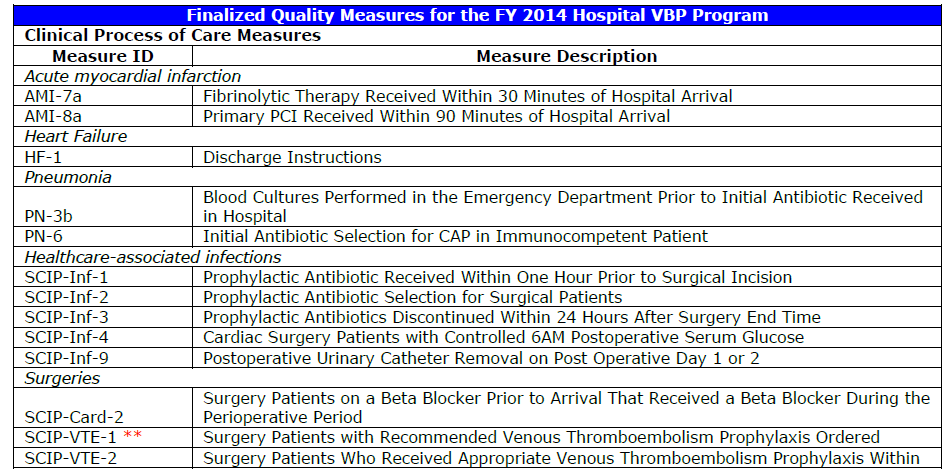 Finalized Quality Measures for the FY 2014 Hospital VBP Program
Clinical Process of Care Measures
Measure ID Measure Description
Acute myocardial infarction
AMI-7a Fibrinolytic Therapy Received Within 30 Minutes of Hospital Arrival
AMI-8a Primary PCI Received Within 90 Minutes of Hospital Arrival
Heart Failure
HF-1 Discharge Instructions
Pneumonia
Blood Cultures Performed in the Emergency Department Prior to Initial Antibiotic Received
PN-3b in Hospital
PN-6 Initial Antibiotic Selection for CAP in Immunocompetent Patient
Healthcare-associated infections
SCIP-Inf-1 Prophylactic Antibiotic Received Within One Hour Prior to Surgical Incision
SCIP-Inf-2 Prophylactic Antibiotic Selection for Surgical Patients
SCIP-Inf-3 Prophylactic Antibiotics Discontinued Within 24 Hours After Surgery End Time
SCIP-Inf-4 Cardiac Surgery Patients with Controlled 6AM Postoperative Serum Glucose
SCIP-Inf-9 Postoperative Urinary Catheter Removal on Post Operative Day 1 or 2
Surgeries
Surgery Patients on a Beta Blocker Prior to Arrival That Received a Beta Blocker During the
SCIP-Card-2 Perioperative Period
SCIP-VTE-1 ** Surgery Patients with Recommended Venous Thromboembolism Prophylaxis Ordered
SCIP-VTE-2 Surgery Patients Who Received Appropriate Venous Thromboembolism Prophylaxis Within